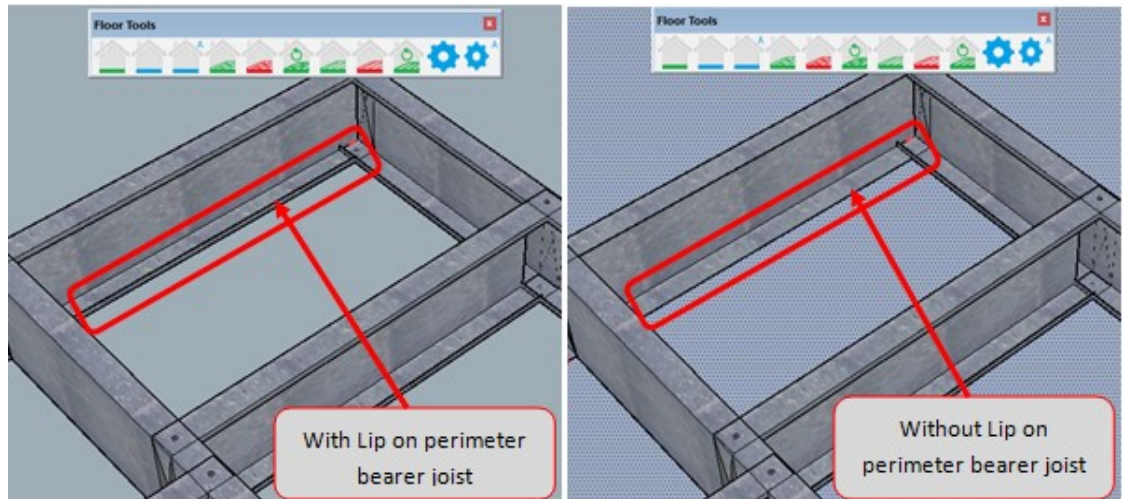 Floor Tools
A
A
With Lip on perimeter
bearer joist
Floor Tools
A
A
Without Lip on
perimeter bearer joist